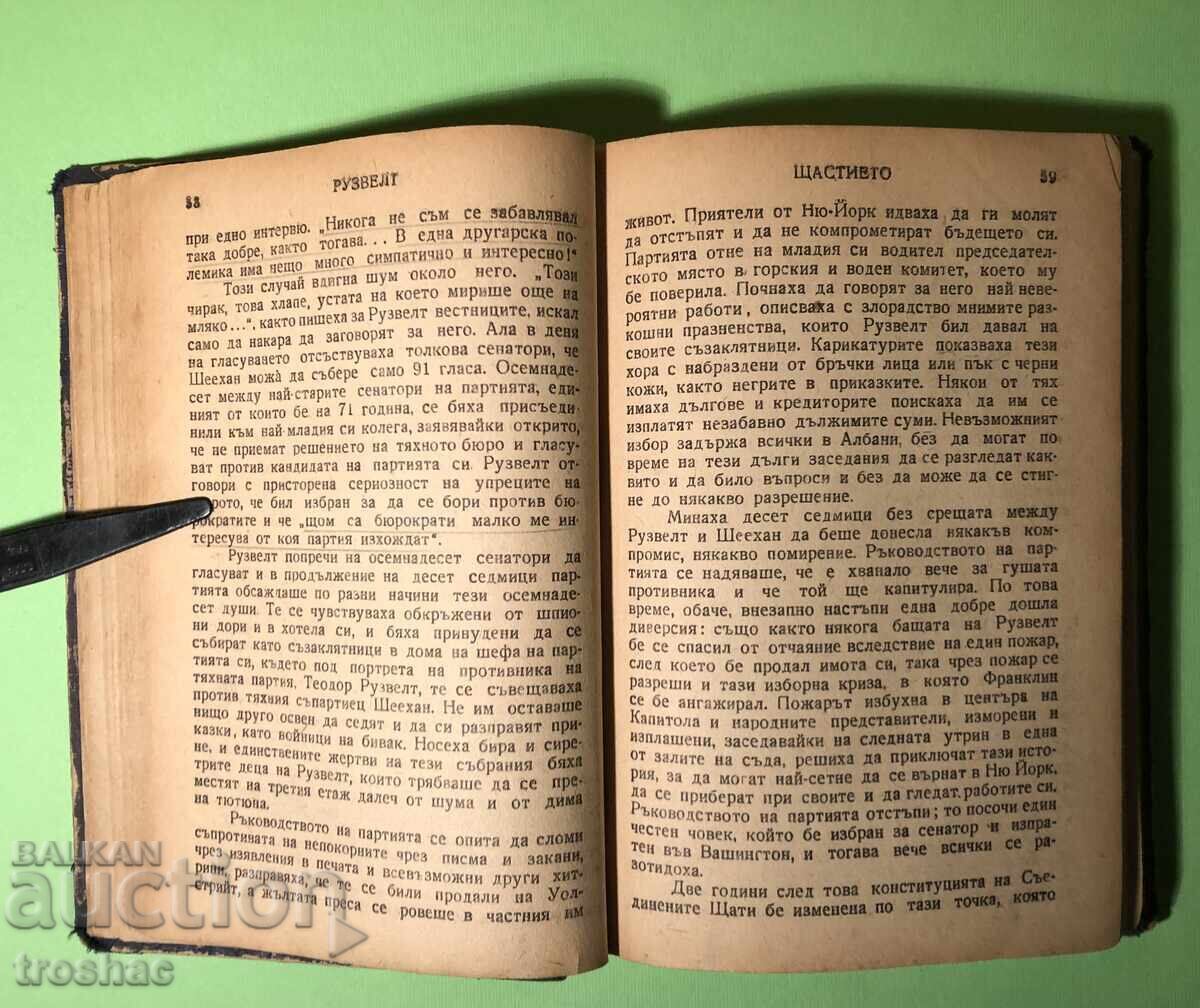 38
РУЗВЕЛТ
при едно интервю. „Никога не съм се забавлявал
така добре, както тогава... В една другарска по-
лемика има нещо много симпатично и интересно!“
Този случай вдигна шум около него. „Този
чирак, това хлапе, устата на което мирише още на
мляко...“, както пишеха за Рузвелт вестниците, искал
само да накара да заговорят за него. Ала в деня
на гласуването отсъствуваха толкова сенатори, че
Шеехан можа̀ да събере само 91 гласа. Осемнаде-
сет между най-старите сенатори на партията, еди-
ният от които бе на 71 година, се бяха присъеди-
нили към най-младия си колега, заявявайки открито,
че не приемат решението на тяхното бюро и гласу-
ват против кандидата на партията си. Рузвелт от-
говори с присторена сериозност на упреците на
рото, че бил избран за да се бори против бю-
рократите и че „щом са бюрократи малко ме ин-
тересува от коя партия изхождат“.
Рузвелт попречи на осемнадесет сенатори да
гласуват и в продължение на десет седмици пар-
тията обсаждаше по разни начини тези осемнаде-
сет души. Те се чувствуваха обкръжени от шпио-
ни дори и в хотела си, и бяха принудени да се
събират като съзаклятници в дома на шефа на пар-
тията си, където под портрета на противника на
тяхната партия, Теодор Рузвелт, те се съвещаваха
против тяхния съпартиец Шеехан. Не им оставаше
нищо друго освен да седят и да си разправят при-
казки, като войници на бивак. Носеха бира и сире-
не, и единствените жертви на тези събрания бяха
трите деца на Рузвелт, които трябваше да се пре-
местят на третия етаж далеч от шума и от дима
на тютюна.
Ръководството на партията се опита да сломи
съпротивата на непокорните чрез писма и закани,
чрез изявления в печата и всевъзможни други хит-
рини, разправяха, че те се били продали на Уол-
стрийт, а жълтата преса се ровеше в частния им
ЩАСТИЕТО
39
живот. Приятели от Ню-Йорк идваха да ги молят
да отстъпят и да не компрометират бъдещето си.
Партията отне на младия си водител председател-
ското място в горския и воден комитет, което му
бе поверила. Почнаха да говорят за него най-неве-
роятни работи, описваха с злорадство мнимите раз-
кошни празненства, които Рузвелт бил давал на
своите съзаклятници. Карикатурите показваха тези
хора с набраздени от бръчки лица или пък с черни
кожи, както негрите в приказките. Някои от тях
имаха дългове и кредиторите поискаха да им се
изплатят незабавно дължимите суми. Невъзможният
избор задържа всички в Албани, без да могат по
време на тези дълги заседания да се разгледат как-
вито и да било въпроси и без да може да се стиг-
не до някакво разрешение.
Минаха десет седмици без срещата между
Рузвелт и Шеехан да беше донесла някакъв ком-
промис, някакво помирение. Ръководството на пар-
тията се надяваше, че е хванало вече за гушата
противника и че той ще капитулира. По това
време, обаче, внезапно настъпи една добре дошла
диверсия: също както някога бащата на Рузвелт
бе се спасил от отчаяние вследствие на един пожар,
след което бе продал имота си, така чрез пожар се
разреши и тази изборна криза, в която Франклин
се бе ангажирал. Пожарът избухна в центъра на
Капитола и народните представители, изморени и
изплашени, заседавайки на следната утрин в една
от залите на съда, решиха да приключат тази исто-
рия, за да могат най-сетне да се върнат в Ню Йорк,
да се приберат при своите и да гледат работите си.
Ръководството на партията отстъпи; то посочи един
честен човек, който бе избран за сенатор и изпра-
тен във Вашингтон, и тогава вече всички се ра-
зотидоха.
Две години след това конституцията на Съе-
динените Щати бе изменена по тази точка, която
BALKAN
auction
troshac